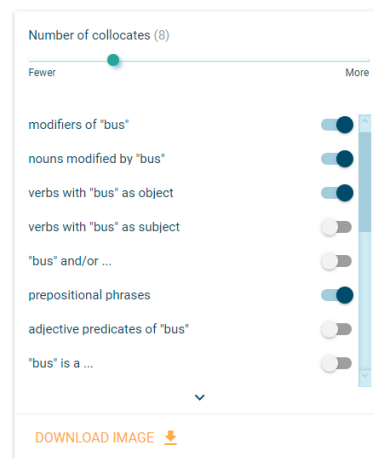 Number of collocates (8)
Fewer More
modifiers of "bus"
nouns modified by "bus"
verbs with "bus" as object
verbs with "bus" as subject
"bus" and/or ...
prepositional phrases
adjective predicates of "bus"
"bus" is a ...
DOWNLOAD IMAGE